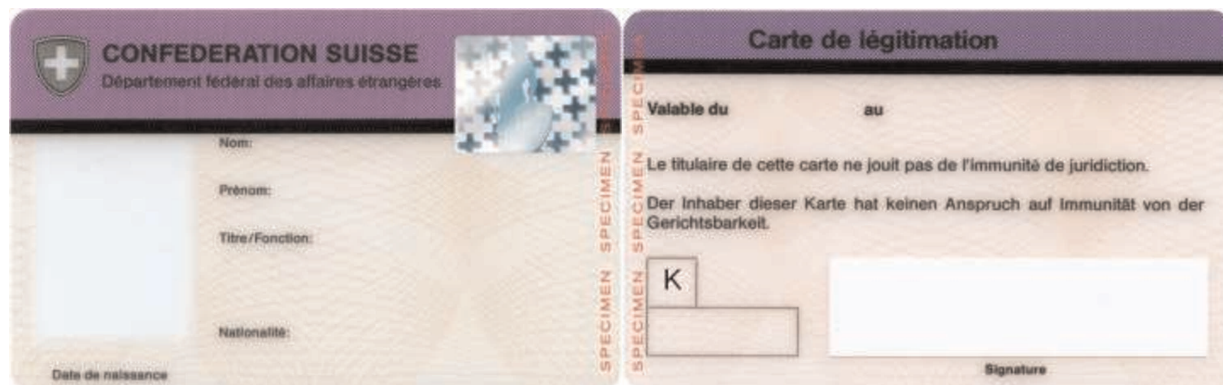 CONFEDERATION SUISSE
Département fédéral des affaires étrangères
Nom:
Prénom:
Titre/Fonction:
Nationalité:
Date de naissance
SPECIMEN SPECIMEN SPECIMEN
Carte de légitimation
Valable du au
Le titulaire de cette carte ne jouit pas de l'immunité de juridiction.
Der Inhaber dieser Karte hat keinen Anspruch auf Immunität von der
Gerichtsbarkeit.
K
Signature
SPECIMEN SPECIMEN SPECIMEN